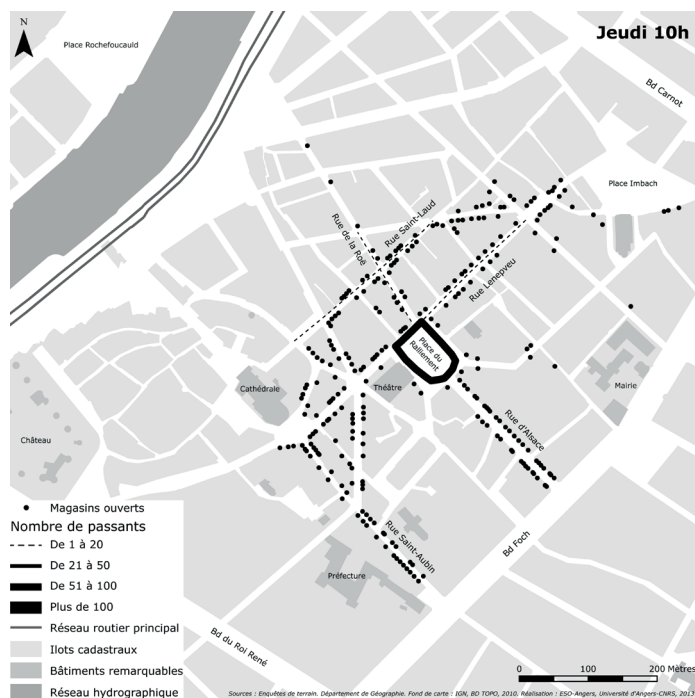 N
Jeudi 10h
Place Rochefoucauld
Bd Carnot
Place Imbach
Rue Saint-Laud
Rue de la Roë
Rue Lenepveu
Place du
Ralliement
Cathédrale
Théâtre
Mairie
Rue d'Alsace
Château
Bd Foch
Rue Saint-Aubin
Préfecture
Bd du Roi René
Magasins ouverts
Nombre de passants
De 1 à 20
De 21 à 50
De 51 à 100
Plus de 100
Réseau routier principal
Ilots cadastraux
Bâtiments remarquables
Réseau hydrographique
0 100 200 Mètres
Sources : Enquêtes de terrain. Département de Géographie. Fond de carte : IGN, BD TOPO, 2010. Réalisation : ESO-Angers, Université d'Angers-CNRS, 2013